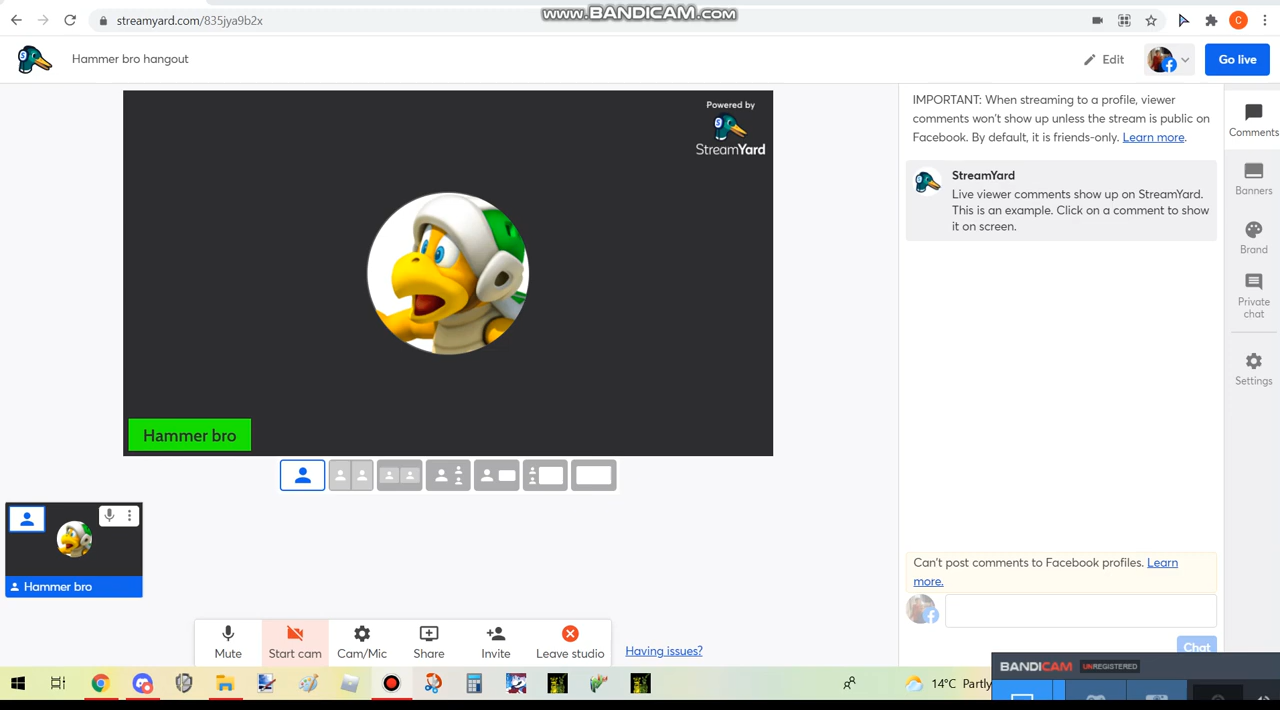 streamyard.com/835jya9b2x
www.BANDICAM.com
C
Hammer bro hangout
Edit
Go live
Powered by
StreamYard
Hammer bro
IMPORTANT: When streaming to a profile, viewer
comments won't show up unless the stream is public on
Facebook. By default, it is friends-only. Learn more.
StreamYard
Live viewer comments show up on StreamYard.
This is an example. Click on a comment to show
it on screen.
Comments
Banners
Brand
Private
chat
Settings
Hammer bro
Can't post comments to Facebook profiles. Learn
more.
Chat
Mute
Start cam
Cam/Mic
Share
Invite
Leave studio
Having issues?
BANDICAM UNREGISTERED
14°C Partly